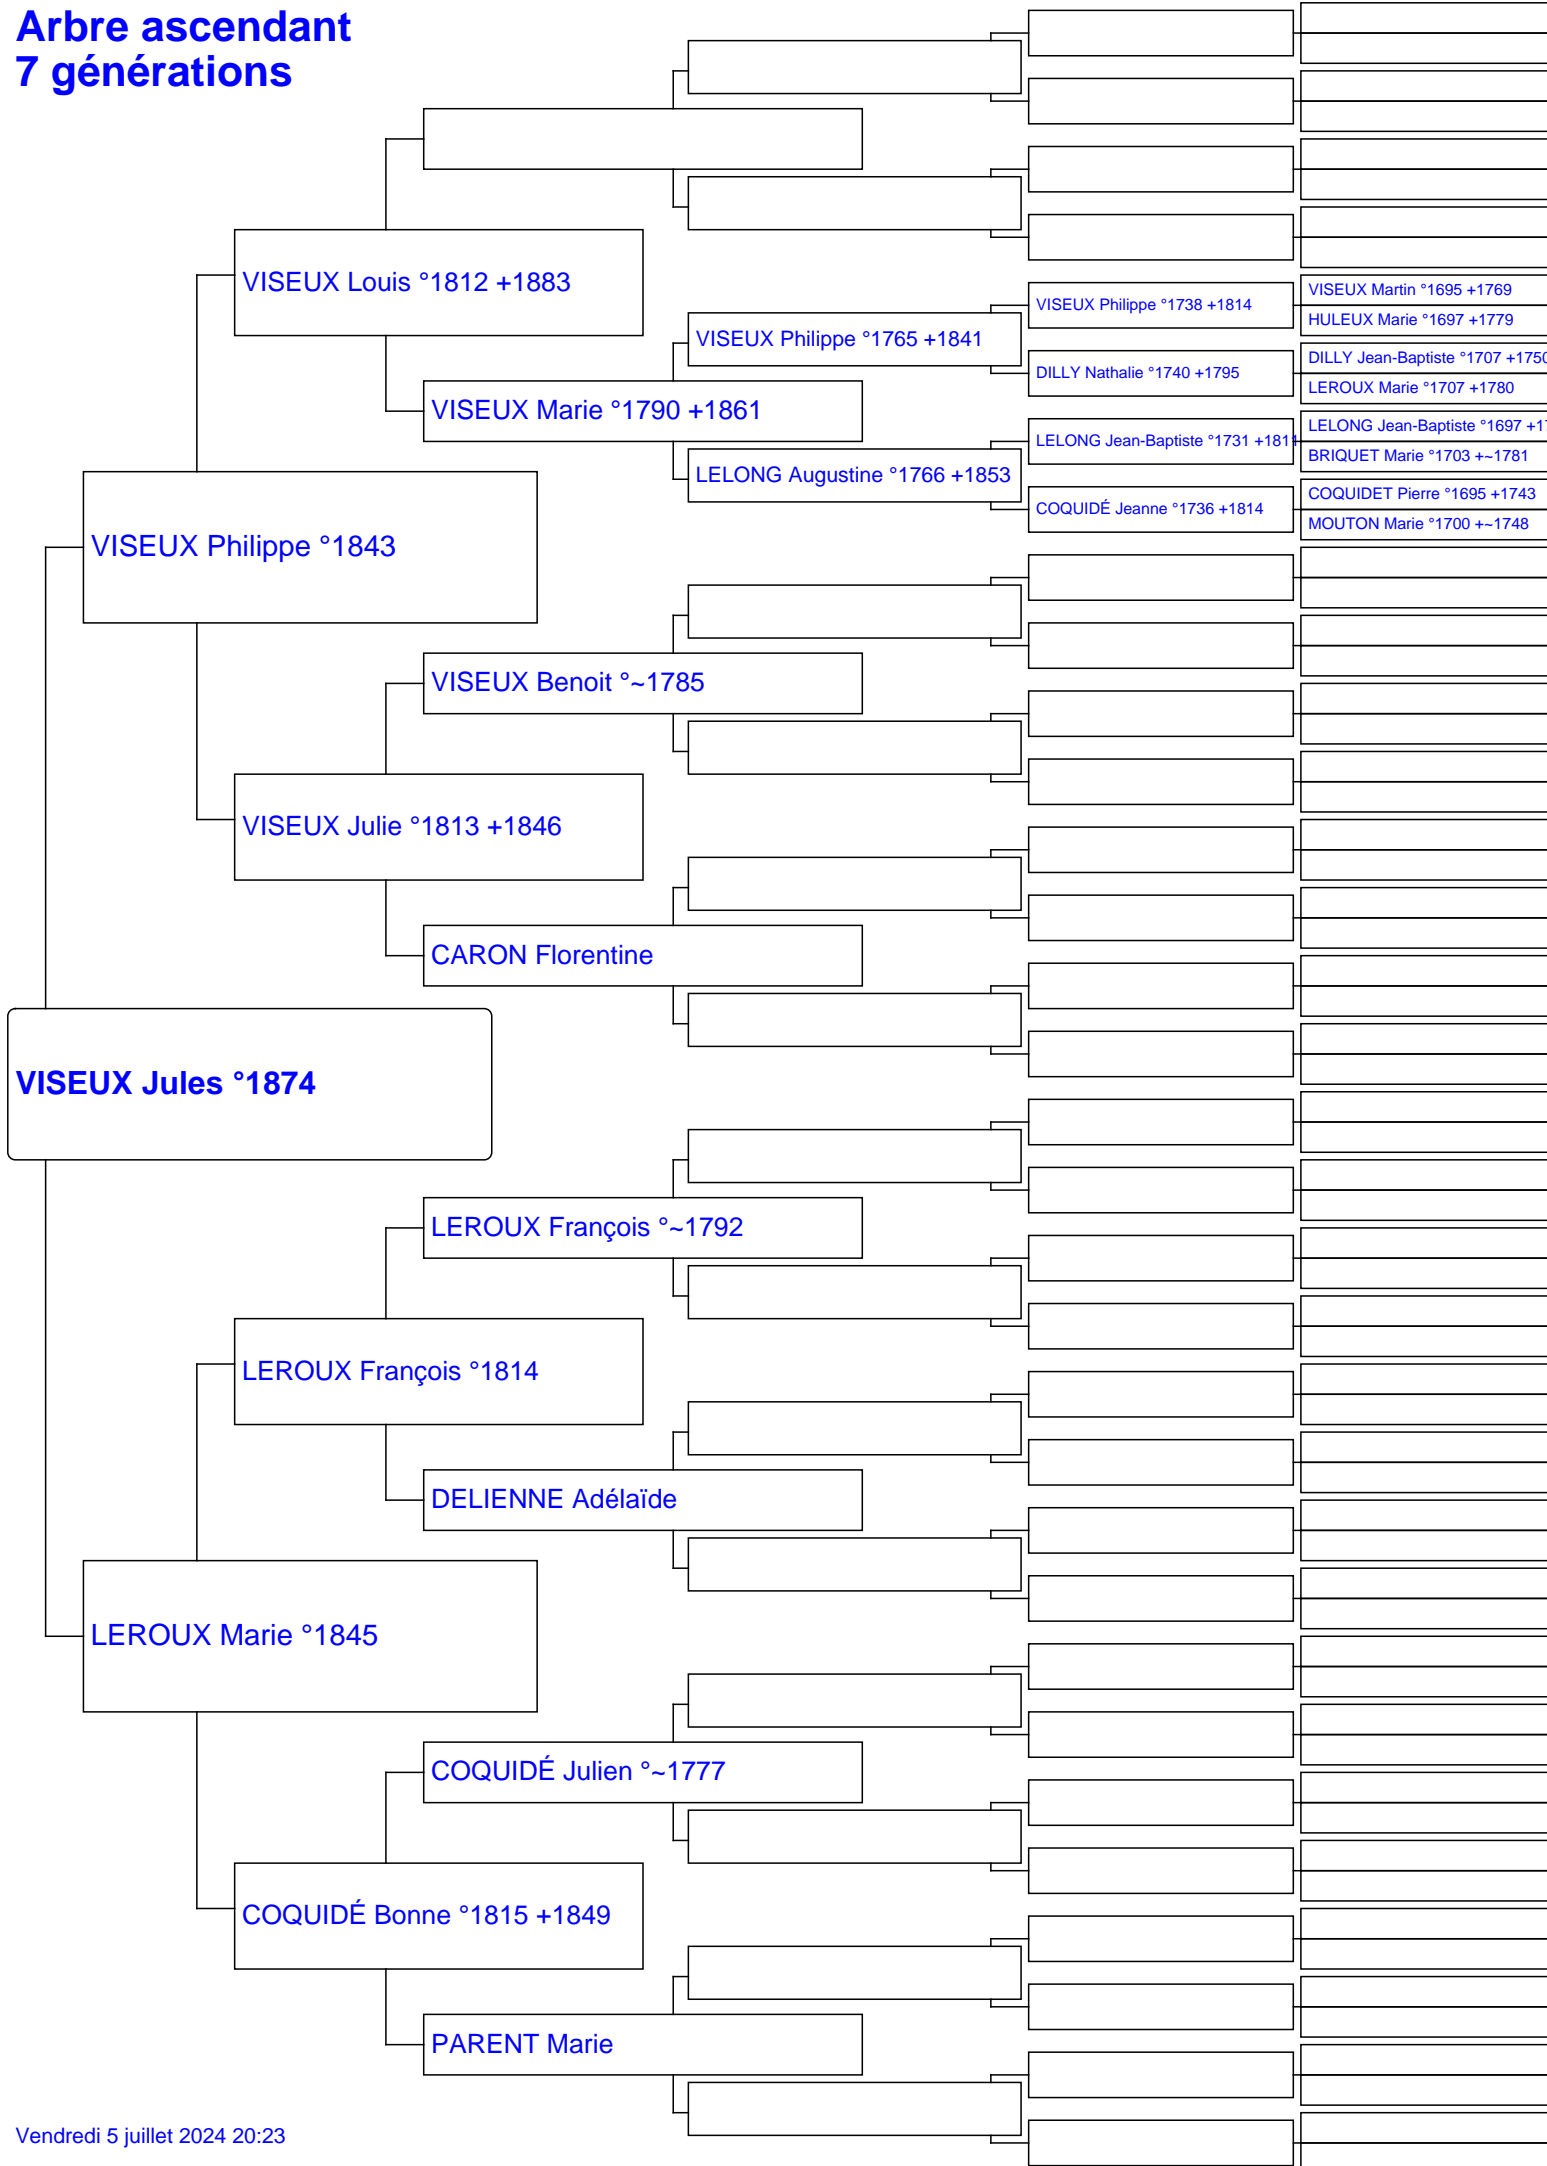 Arbre ascendant
7 générations
VISEUX Louis °1812 +1883
VISEUX Martin °1695 +1769
VISEUX Philippe °1738 +1814
HULEUX Marie °1697 +1779
VISEUX Philippe °1765 +1841
DILLY Jean-Baptiste °1707 +1750
DILLY Nathalie °1740 +1795
LEROUX Marie °1707 +1780
VISEUX Marie °1790 +1861
LELONG Jean-Baptiste °1697 +17
LELONG Jean-Baptiste °1731 +1811
BRIQUET Marie °1703 +~1781
LELONG Augustine °1766 +1853
COQUIDET Pierre °1695 +1743
COQUIDÉ Jeanne °1736 +1814
MOUTON Marie °1700 +~1748
VISEUX Philippe °1843
VISEUX Benoit °~1785
VISEUX Julie °1813 +1846
CARON Florentine
VISEUX Jules °1874
LEROUX François °~1792
LEROUX François °1814
DELIENNE Adélaïde
LEROUX Marie °1845
COQUIDÉ Julien °~1777
COQUIDÉ Bonne °1815 +1849
PARENT Marie
Vendredi 5 juillet 2024 20:23